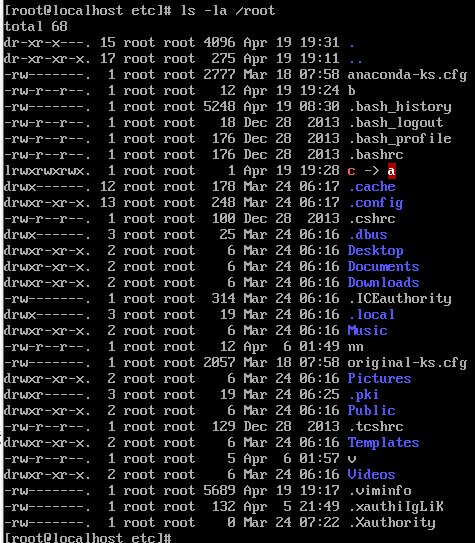 [root@localhost etc]# ls -la /root
total 68
dr-xr-x---. 15 root root 4096 Apr 19 19:31 .
dr-xr-xr-x. 17 root root 275 Apr 19 19:11 ..
-rw-------. 1 root root 2777 Mar 18 07:58 anaconda-ks.cfg
-rw-r--r--. 1 root root 12 Apr 19 19:24 b
-rw-------. 1 root root 5248 Apr 19 08:30 .bash_history
-rw-r--r--. 1 root root 18 Dec 28 2013 .bash_logout
-rw-r--r--. 1 root root 176 Dec 28 2013 .bash_profile
-rw-r--r--. 1 root root 176 Dec 28 2013 .bashrc
lrwxrwxrwx. 1 root root 1 Apr 19 19:28 c -> a
drwx------. 12 root root 178 Mar 24 06:17 .cache
drwxr-xr-x. 13 root root 248 Mar 24 06:17 .config
-rw-r--r--. 1 root root 100 Dec 28 2013 .cshrc
drwx------. 3 root root 25 Mar 24 06:16 .dbus
drwxr-xr-x. 2 root root 6 Mar 24 06:16 Desktop
drwxr-xr-x. 2 root root 6 Mar 24 06:16 Documents
drwxr-xr-x. 2 root root 6 Mar 24 06:16 Downloads
-rw-------. 1 root root 314 Mar 24 06:16 .ICEauthority
drwx------. 3 root root 19 Mar 24 06:16 .local
drwxr-xr-x. 2 root root 6 Mar 24 06:16 Music
-rw-r--r--. 1 root root 12 Apr 6 01:49 nn
-rw-------. 1 root root 2057 Mar 18 07:58 original-ks.cfg
drwxr-xr-x. 2 root root 6 Mar 24 06:16 Pictures
drwxr-----. 3 root root 19 Mar 24 06:25 .pki
drwxr-xr-x. 2 root root 6 Mar 24 06:16 Public
-rw-r--r--. 1 root root 129 Dec 28 2013 .tcshrc
drwxr-xr-x. 2 root root 6 Mar 24 06:16 Templates
-rw-r--r--. 1 root root 5 Apr 6 01:57 v
drwxr-xr-x. 2 root root 6 Mar 24 06:16 Videos
-rw-------. 1 root root 5689 Apr 19 19:17 .viminfo
-rw-------. 1 root root 132 Apr 5 21:49 .xauthiIgLiK
-rw-------. 1 root root 0 Mar 24 07:22 .Xauthority
[root@localhost etc]#